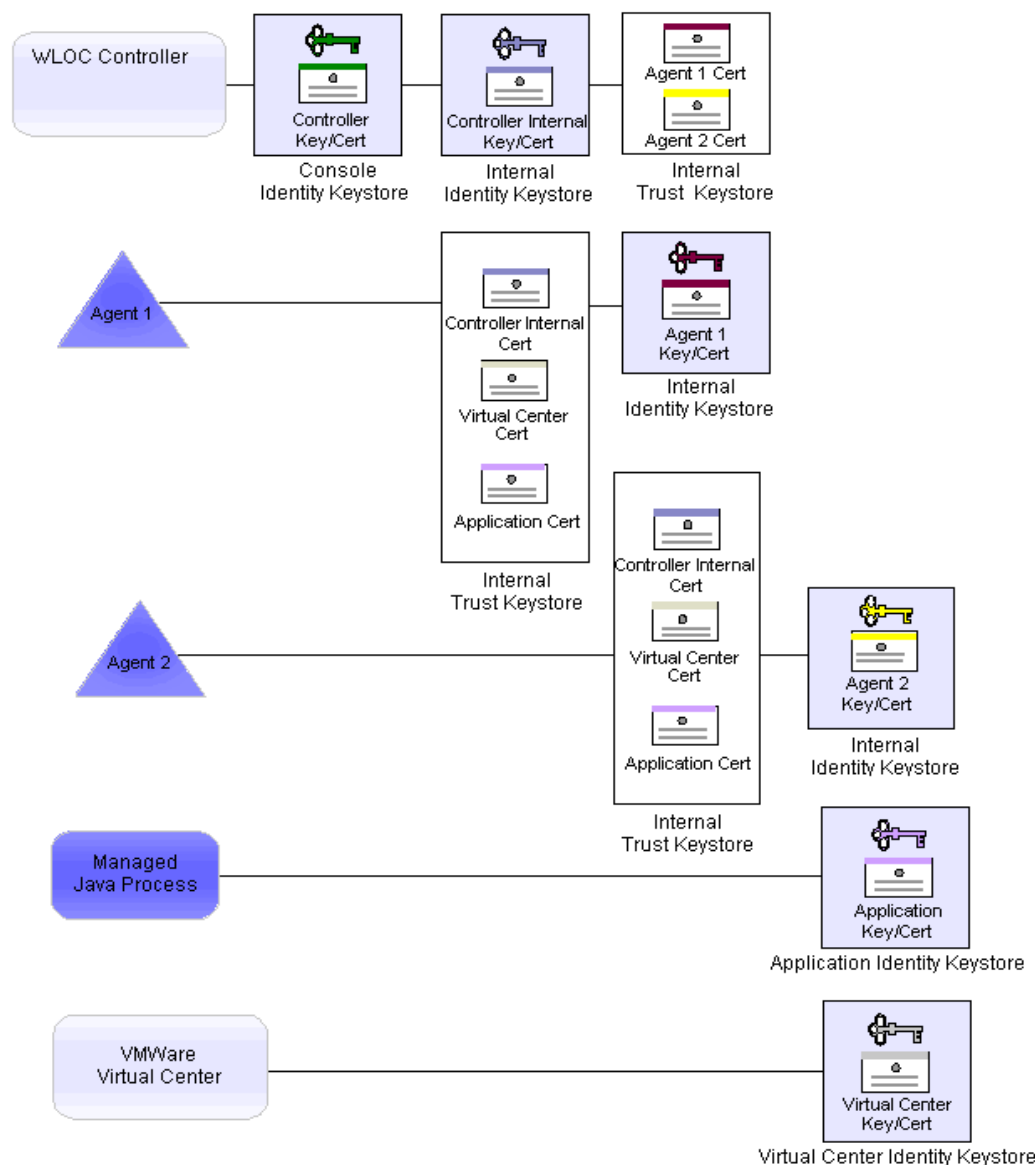 WLOC Controller
Controller
Key/Cert
Console
Identity Keystore
Controller Internal
Key/Cert
Internal
Identity Keystore
Agent 1 Cert
Agent 2 Cert
Internal
Trust Keystore
Agent 1
Controller Internal
Cert
Virtual Center
Cert
Application Cert
Internal
Trust Keystore
Agent 1
Key/Cert
Internal
Identity Keystore
Agent 2
Controller Internal
Cert
Virtual Center
Cert
Application Cert
Internal
Trust Keystore
Agent 2
Key/Cert
Internal
Identity Keystore
Managed
Java Process
Application
Key/Cert
Application Identity Keystore
VMWare
Virtual Center
Virtual Center
Key/Cert
Virtual Center Identity Keystore